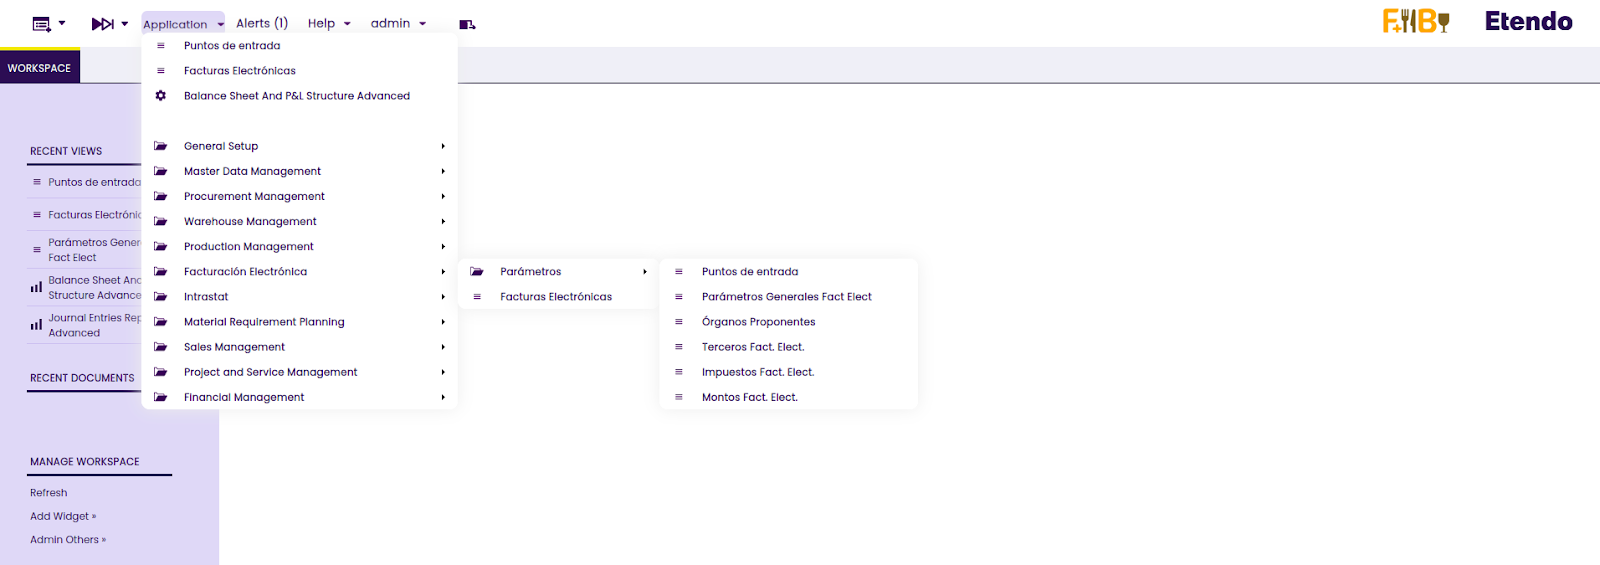 Application
Alerts (1)
Help
admin
F+B
Etendo
WORKSPACE
Puntos de entrada
Facturas Electrónicas
Balance Sheet And P&L Structure Advanced
General Setup
Master Data Management
Procurement Management
Warehouse Management
Production Management
Facturación Electrónica
Intrastat
Material Requirement Planning
Sales Management
Project and Service Management
Financial Management
Parámetros
Facturas Electrónicas
Puntos de entrada
Parámetros Generales Fact Elect
Órganos Proponentes
Terceros Fact. Elect.
Impuestos Fact. Elect.
Montos Fact. Elect.
RECENT VIEWS
Puntos de entrada
Facturas Electrónic
Parámetros Gener
Fact Elect
Balance Sheet And
Structure Advance
Journal Entries Rep
Advanced
RECENT DOCUMENTS
MANAGE WORKSPACE
Refresh
Add Widget »
Admin Others »